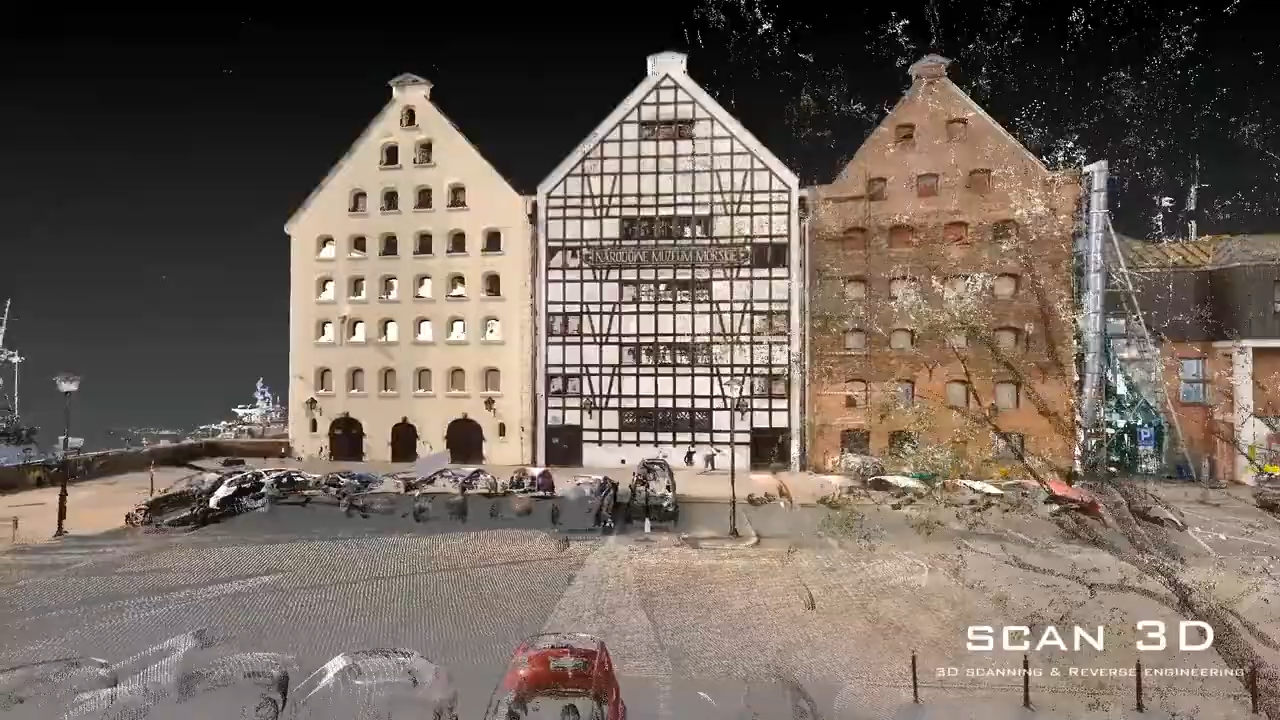 NARODOWE MUZEUM MORSKIE
P
SCAN 3D
3D SCANNING & REVERSE ENGINEERING